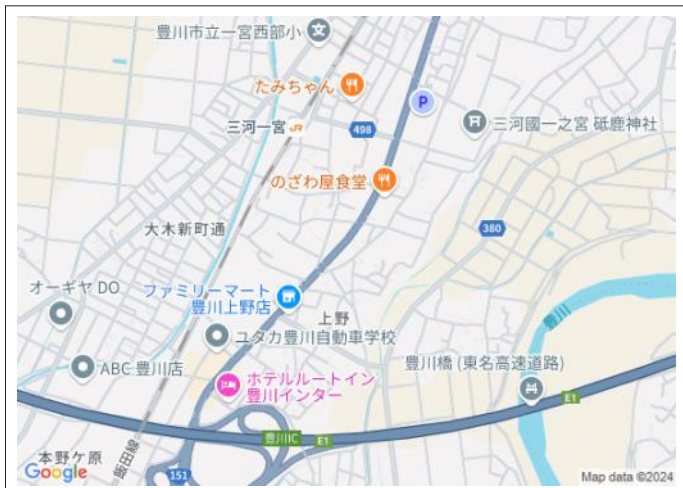 豊川市立一宮西部小
たみちゃん
P
三河一宮
JR
498
三河國一之宮 砥鹿神社
のざわ屋食堂
380
大木新町通
オーギヤ DO
ファミリーマート
豊川上野店
豊川
上野
ユタカ豊川自動車学校
ABC 豊川店
ホテルルートイン
豊川インター
豊川橋 (東名高速道路)
E1
豊川IC
E1
本野ケ原
飯田線
151
Google
Map data ©2024